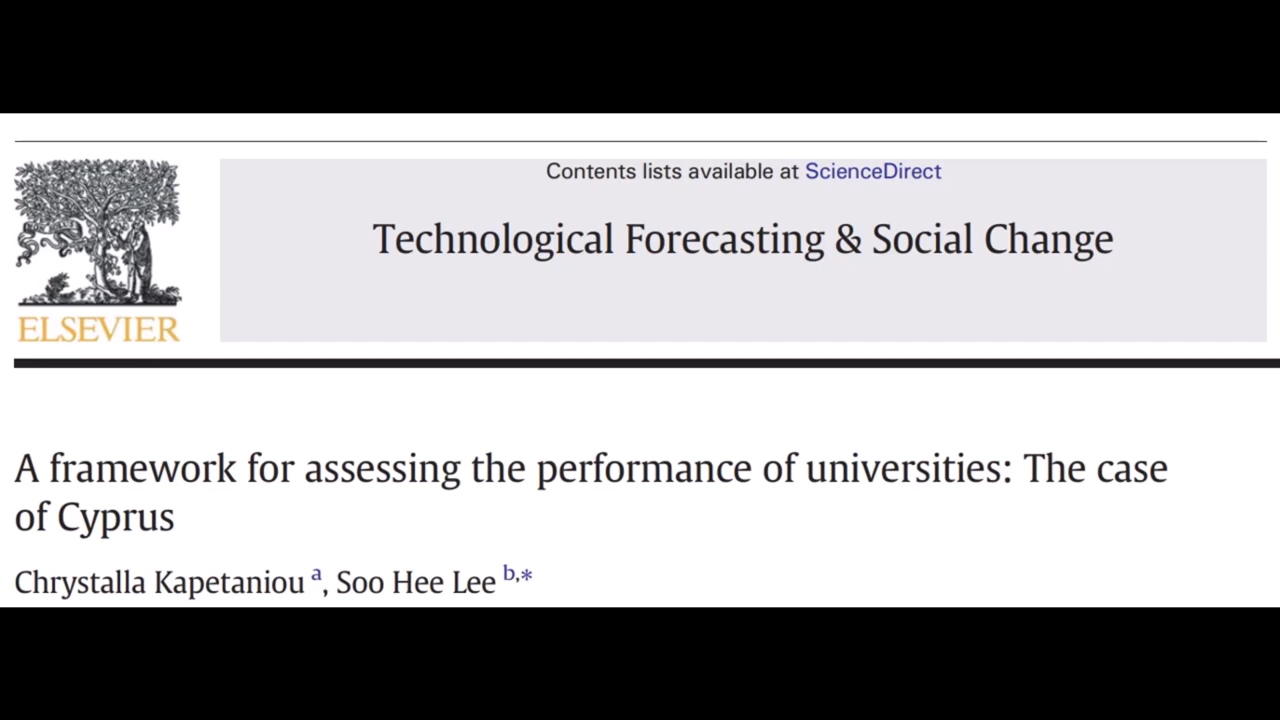 Contents lists available at ScienceDirect
Technological Forecasting & Social Change
ELSEVIER
A framework for assessing the performance of universities: The case
of Cyprus
Chrystalla Kapetaniou a, Soo Hee Lee b,*